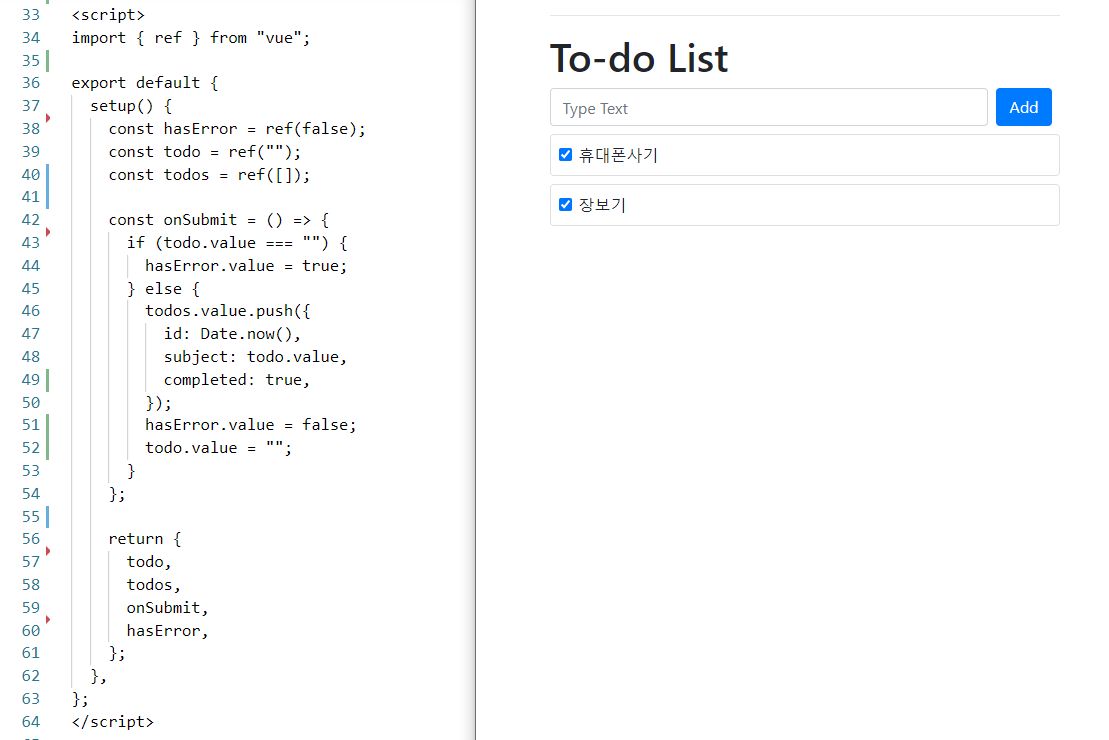 33 <script>
34 import { ref } from "vue";
35
36 export default {
37 setup() {
38 const hasError = ref(false);
39 const todo = ref("");
40 const todos = ref([]);
41
42 const onSubmit = () => {
43 if (todo.value === "") {
44 hasError.value = true;
45 } else {
46 todos.value.push({
47 id: Date.now(),
48 subject: todo.value,
49 completed: true,
50 });
51 hasError.value = false;
52 todo.value = "";
53 }
54 };
55
56 return {
57 todo,
58 todos,
59 onSubmit,
60 hasError,
61 };
62 },
63 };
64 </script>
To-do List
Type Text Add
휴대폰사기
장보기